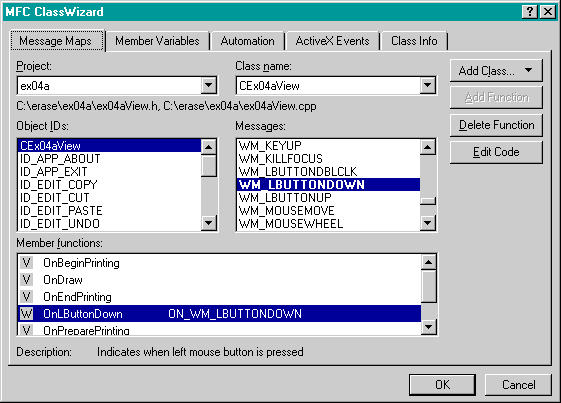 MFC ClassWizard
Message Maps Member Variables Automation ActiveX Events Class Info
Project: Class name:
ex04a CEx04aView
Add Class...
C:\erase\ex04a\ex04aView.h, C:\erase\ex04a\ex04aView.cpp
Add Function
Object IDs: Messages:
Delete Function
CEx04aView WM_KEYUP
ID_APP_ABOUT WM_KILLFOCUS
Edit Code
ID_APP_EXIT WM_LBUTTONDBLCLK
ID_EDIT_COPY WM_LBUTTONDOWN
ID_EDIT_CUT WM_LBUTTONUP
ID_EDIT_PASTE WM_MOUSEMOVE
ID_EDIT_UNDO WM_MOUSEWHEEL
Member functions:
V OnBeginPrinting
V OnDraw
V OnEndPrinting
W OnLButtonDown ON_WM_LBUTTONDOWN
V OnPreparePrinting
Description: Indicates when left mouse button is pressed
OK Cancel